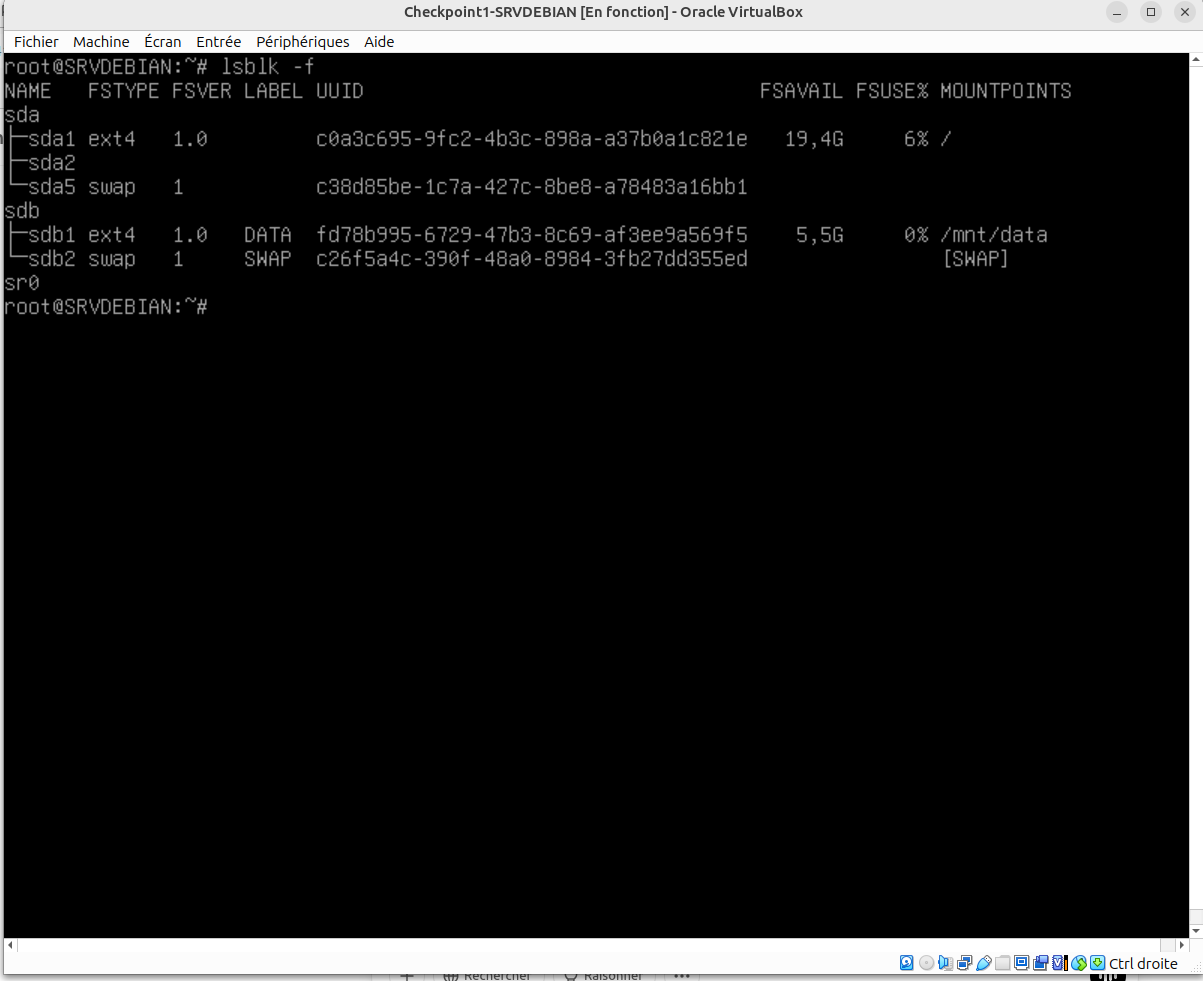 Checkpoint1-SRVDEBIAN [En fonction] - Oracle VirtualBox
Fichier Machine Écran Entrée Périphériques Aide
root@SRVDEBIAN:~# lsblk -f
NAME   FSTYPE FSVER LABEL UUID                                 FSAVAIL FSUSE% MOUNTPOINTS
sda
├─sda1 ext4   1.0         c0a3c695-9fc2-4b3c-898a-a37b0a1c821e   19,4G     6% /
├─sda2
└─sda5 swap   1           c38d85be-1c7a-427c-8be8-a78483a16bb1
sdb
├─sdb1 ext4   1.0   DATA  fd78b995-6729-47b3-8c69-af3ee9a569f5    5,5G     0% /mnt/data
└─sdb2 swap   1     SWAP  c26f5a4c-390f-48a0-8984-3fb27dd355ed                [SWAP]
sr0
root@SRVDEBIAN:~#
Ctrl droite
Rechercher Raisonner